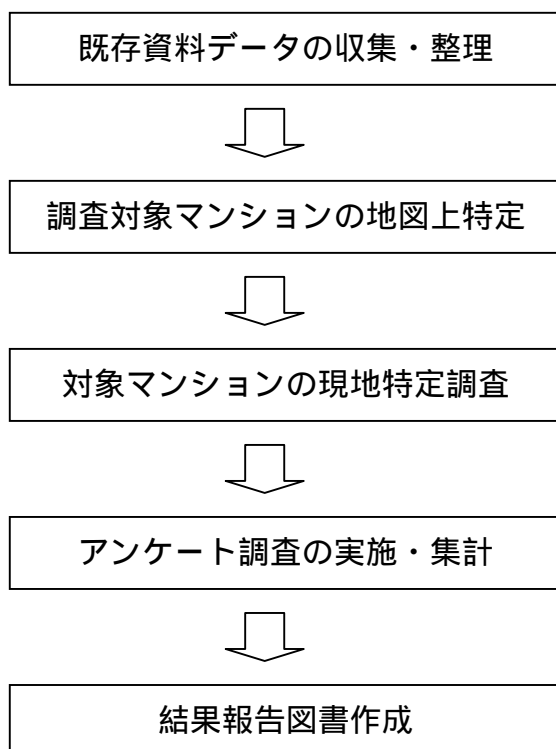 既存資料データの収集・整理
調査対象マンションの地図上特定
対象マンションの現地特定調査
アンケート調査の実施・集計
結果報告図書作成